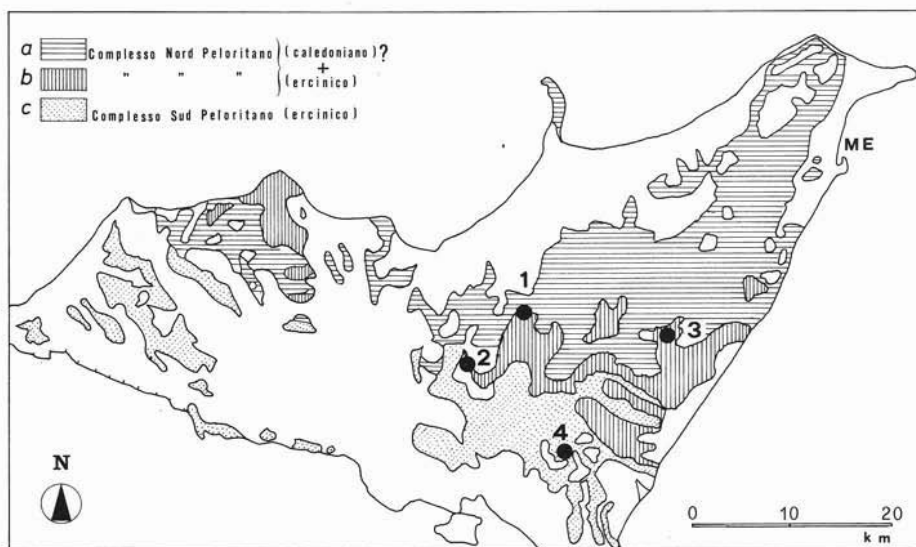 a Complesso Nord Peloritano (caledoniano)?
+
b " " " (ercinico)
c Complesso Sud Peloritano (ercinico)
ME
1
3
2
4
N
0 10 20
km